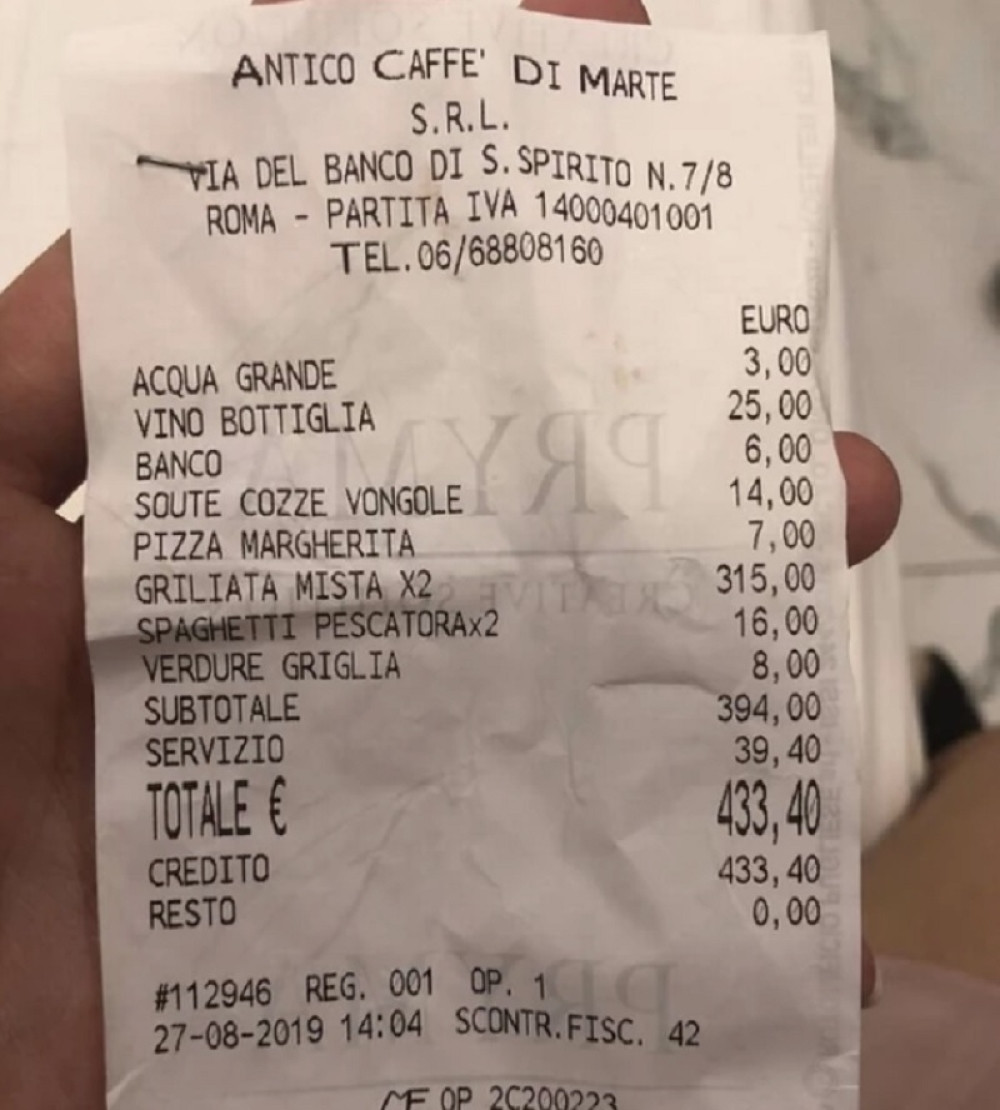 ANTICO CAFFE' DI MARTE
S.R.L.
VIA DEL BANCO DI S.SPIRITO N.7/8
ROMA - PARTITA IVA 14000401001
TEL.06/68808160
EURO
ACQUA GRANDE 3,00
VINO BOTTIGLIA 25,00
BANCO 6,00
SOUTE COZZE VONGOLE 14,00
PIZZA MARGHERITA 7,00
GRILIATA MISTA X2 315,00
SPAGHETTI PESCATORAx2 16,00
VERDURE GRIGLIA 8,00
SUBTOTALE 394,00
SERVIZIO 39,40
TOTALE € 433,40
CREDITO 433,40
RESTO 0,00
#112946 REG. 001 OP. 1
27-08-2019 14:04 SCONTR.FISC. 42
MF OP 2C200223